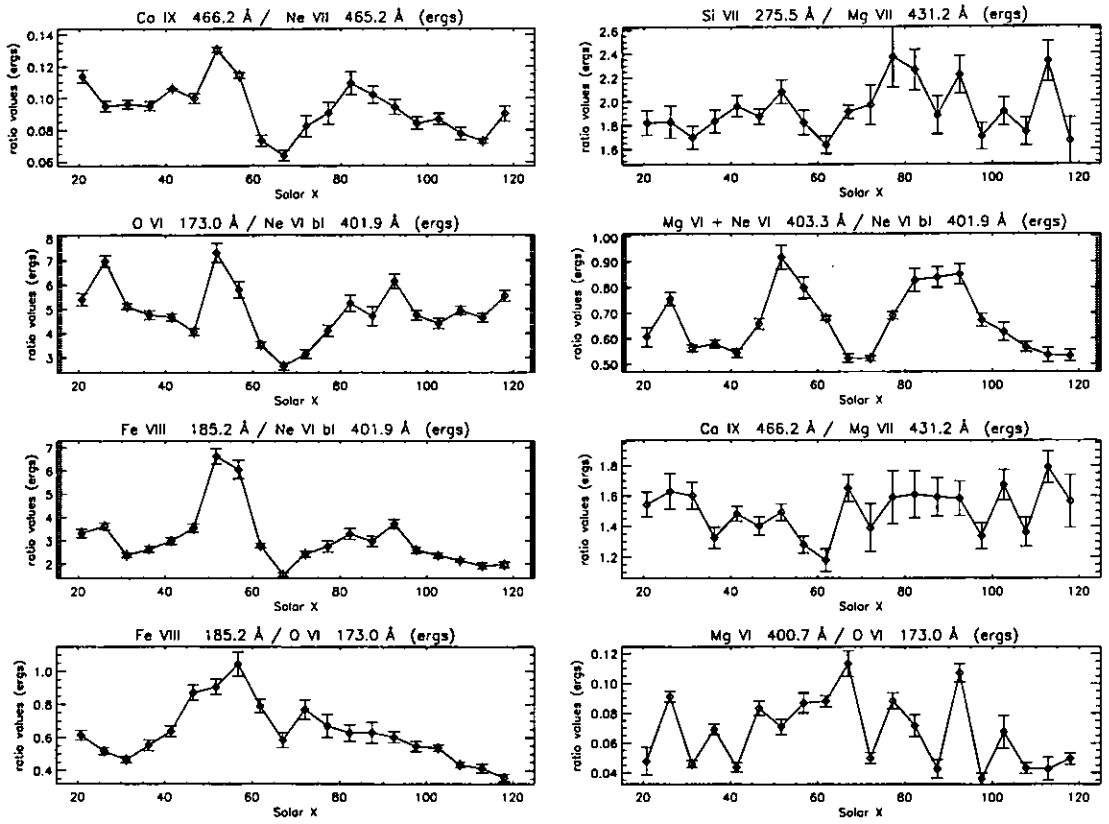 Ca IX 466.2 Å / Ne VII 465.2 Å (ergs)
ratio values (ergs)
0.14
0.12
0.10
0.08
0.06
20 40 60 80 100 120
Solar X
Si VII 275.5 Å / Mg VII 431.2 Å (ergs)
ratio values (ergs)
2.6
2.4
2.2
2.0
1.8
1.6
20 40 60 80 100 120
Solar X
O VI 173.0 Å / Ne VI bl 401.9 Å (ergs)
ratio values (ergs)
8
7
6
5
4
3
20 40 60 80 100 120
Solar X
Mg VI + Ne VI 403.3 Å / Ne VI bl 401.9 Å (ergs)
ratio values (ergs)
1.00
0.90
0.80
0.70
0.60
0.50
20 40 60 80 100 120
Solar X
Fe VIII 185.2 Å / Ne VI bl 401.9 Å (ergs)
ratio values (ergs)
7
6
5
4
3
2
20 40 60 80 100 120
Solar X
Ca IX 466.2 Å / Mg VII 431.2 Å (ergs)
ratio values (ergs)
1.8
1.6
1.4
1.2
20 40 60 80 100 120
Solar X
Fe VIII 185.2 Å / O VI 173.0 Å (ergs)
ratio values (ergs)
1.0
0.8
0.6
0.4
20 40 60 80 100 120
Solar X
Mg VI 400.7 Å / O VI 173.0 Å (ergs)
ratio values (ergs)
0.12
0.10
0.08
0.06
0.04
20 40 60 80 100 120
Solar X